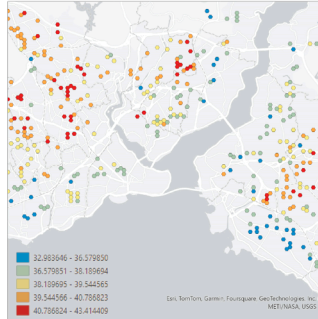 32.983646 - 36.579850
36.579851 - 38.189694
38.189695 - 39.544565
39.544566 - 40.786823
40.786824 - 43.414409
Esri, TomTom, Garmin, Foursquare, GeoTechnologies, Inc,
METI/NASA, USGS